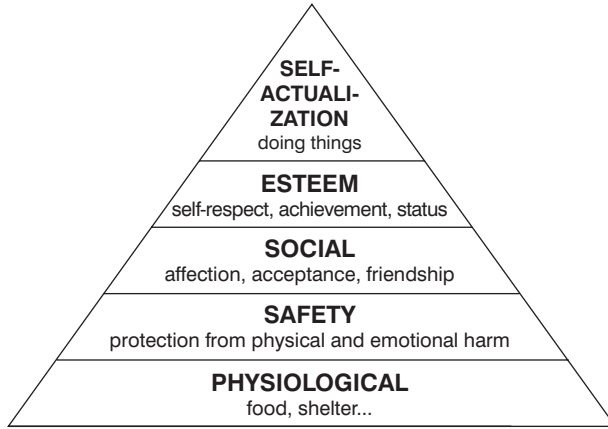 SELF-
ACTUALI-
ZATION
doing things
ESTEEM
self-respect, achievement, status
SOCIAL
affection, acceptance, friendship
SAFETY
protection from physical and emotional harm
PHYSIOLOGICAL
food, shelter...